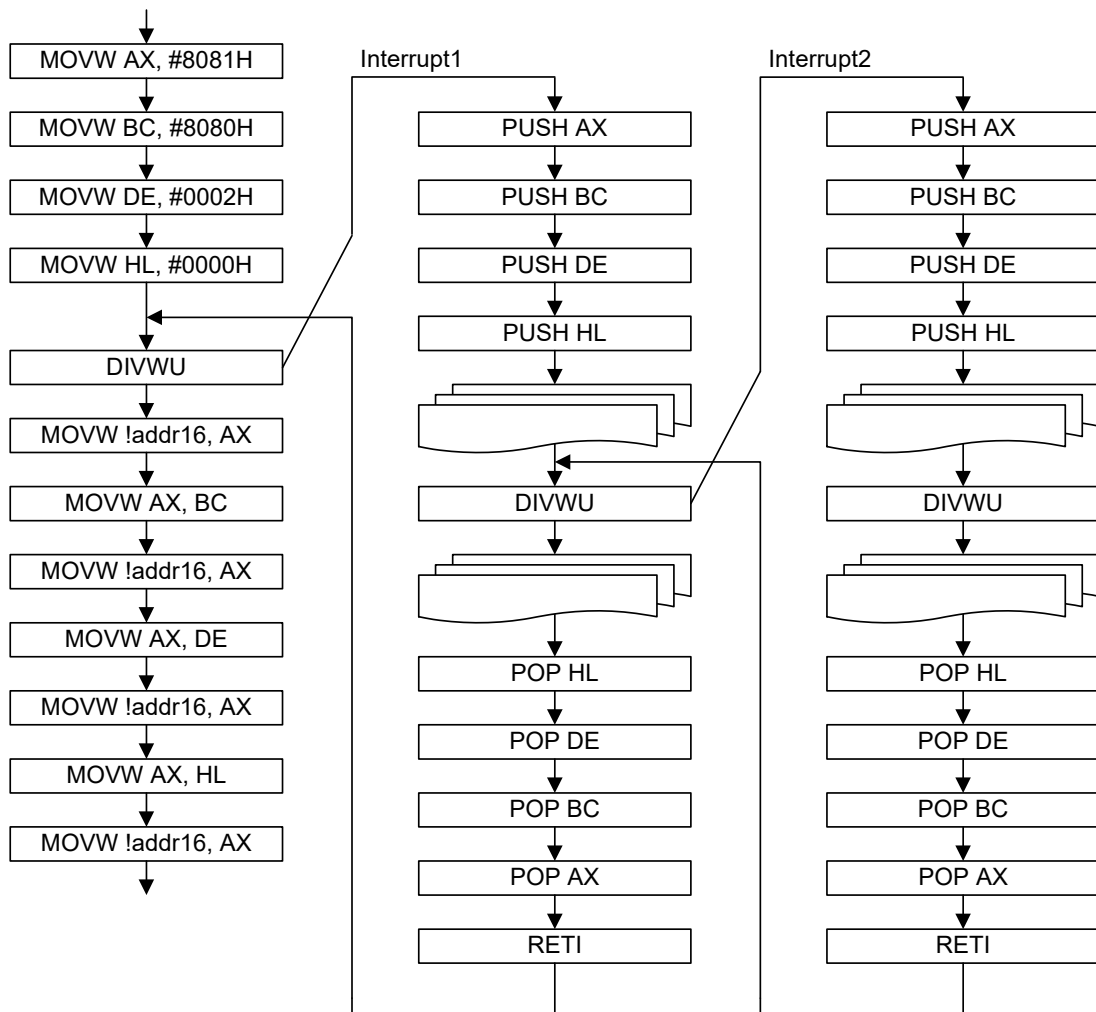 MOVW AX, #8081H
MOVW BC, #8080H
MOVW DE, #0002H
MOVW HL, #0000H
DIVWU
MOVW !addr16, AX
MOVW AX, BC
MOVW !addr16, AX
MOVW AX, DE
MOVW !addr16, AX
MOVW AX, HL
MOVW !addr16, AX
Interrupt1
PUSH AX
PUSH BC
PUSH DE
PUSH HL
DIVWU
POP HL
POP DE
POP BC
POP AX
RETI
Interrupt2
PUSH AX
PUSH BC
PUSH DE
PUSH HL
DIVWU
POP HL
POP DE
POP BC
POP AX
RETI